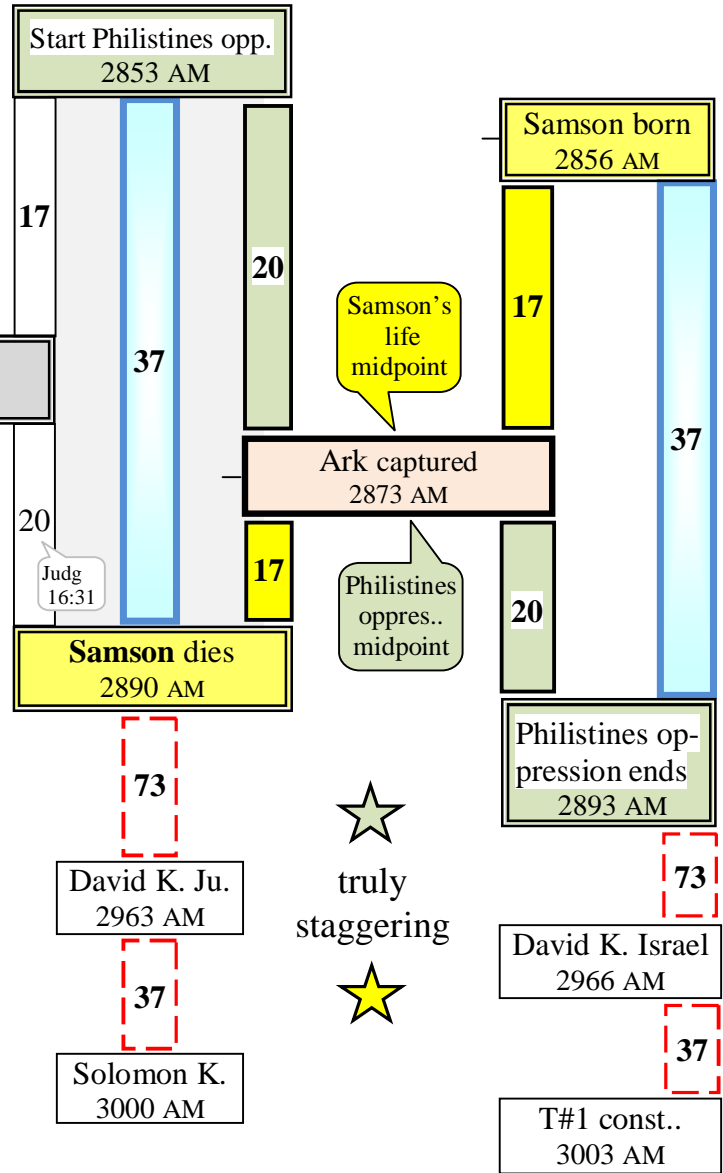 Start Philistines opp.
2853 AM
Samson born
2856 AM
17
37
20
Samson's
life
midpoint
17
37
Ark captured
2873 AM
20
Judg
16:31
17
Philistines
oppres..
midpoint
20
Samson dies
2890 AM
Philistines op-
pression ends
2893 AM
73
David K. Ju.
2963 AM
truly
staggering
73
David K. Israel
2966 AM
37
Solomon K.
3000 AM
37
T#1 const..
3003 AM